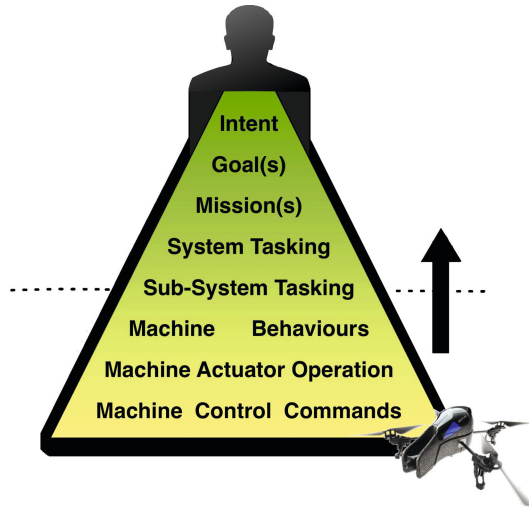 Intent
Goal(s)
Mission(s)
System Tasking
Sub-System Tasking
Machine Behaviours
Machine Actuator Operation
Machine Control Commands